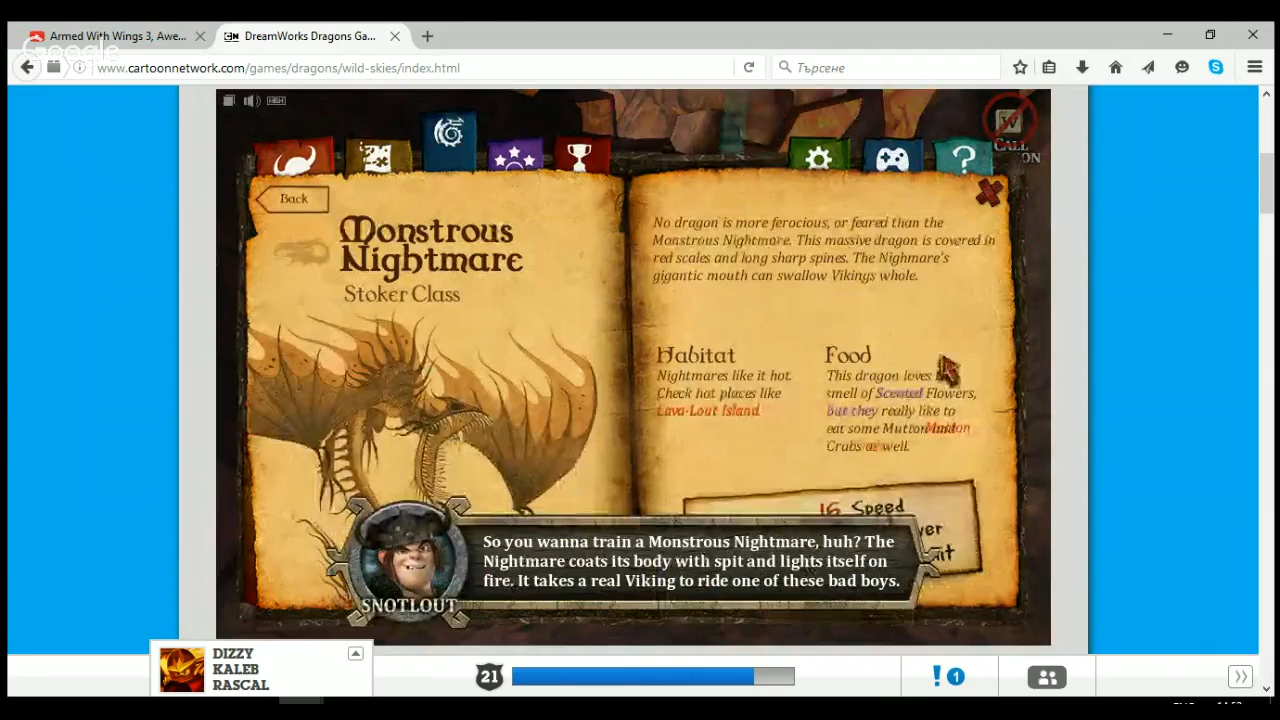 Armed With Wings 3, Awe...
DreamWorks Dragons Ga...
Google
www.cartoonnetwork.com/games/dragons/wild-skies/index.html
Търсене
HIGH
W
CALL
Back
Monstrous
Nightmare
Stoker Class
No dragon is more ferocious, or feared than the
Monstrous Nightmare. This massive dragon is covered in
red scales and long sharp spines. The Nighmare's
gigantic mouth can swallow Vikings whole.
Habitat
Nightmares like it hot.
Check hot places like
Lava-Lout Island
Food
This dragon loves
smell of Scented Flowers,
but they really like to
eat some Mutton and
Crabs as well.
16 Speed
So you wanna train a Monstrous Nightmare, huh? The
Nightmare coats its body with spit and lights itself on
fire. It takes a real Viking to ride one of these bad boys.
SNOTLOUT
DIZZY
KALEB
RASCAL
21
! 1